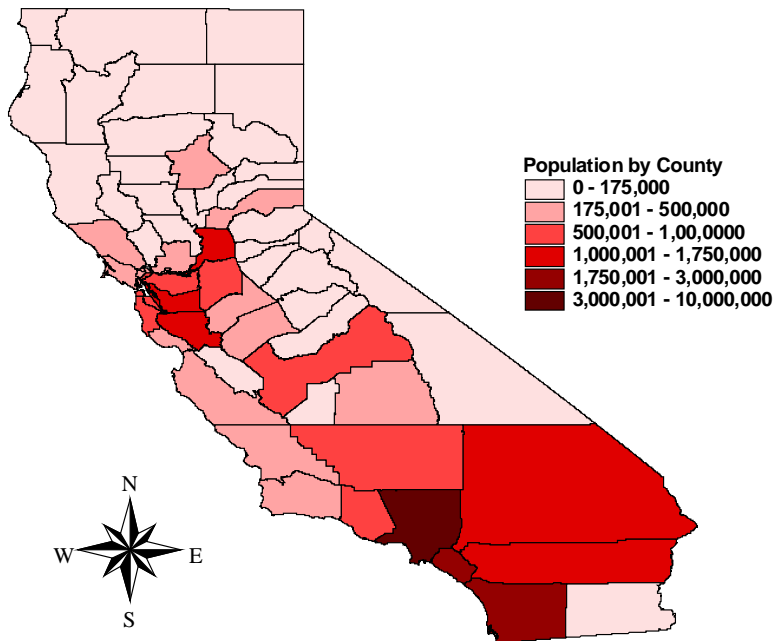 Population by County
0 - 175,000
175,001 - 500,000
500,001 - 1,00,0000
1,000,001 - 1,750,000
1,750,001 - 3,000,000
3,000,001 - 10,000,000
N
W E
S